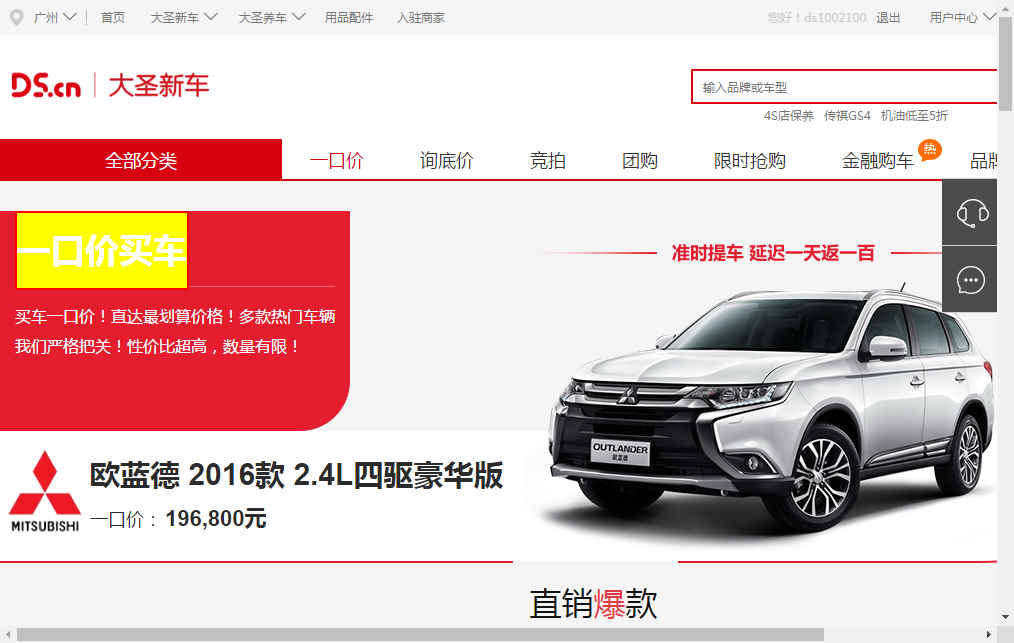 广州 首页 大圣新车 大圣养车 用品配件 入驻商家 您好！ds1002100 退出 用户中心
DS.cn 大圣新车
输入品牌或车型
4S店保养 传祺GS4 机油低至5折
全部分类 一口价 询底价 竞拍 团购 限时抢购 金融购车 热 品牌
一口价买车
准时提车 延迟一天返一百
买车一口价！直达最划算价格！多款热门车辆
我们严格把关！性价比超高，数量有限！
OUTLANDER
欧蓝德
欧蓝德 2016款 2.4L四驱豪华版
MITSUBISHI
一口价： 196,800元
直销爆款